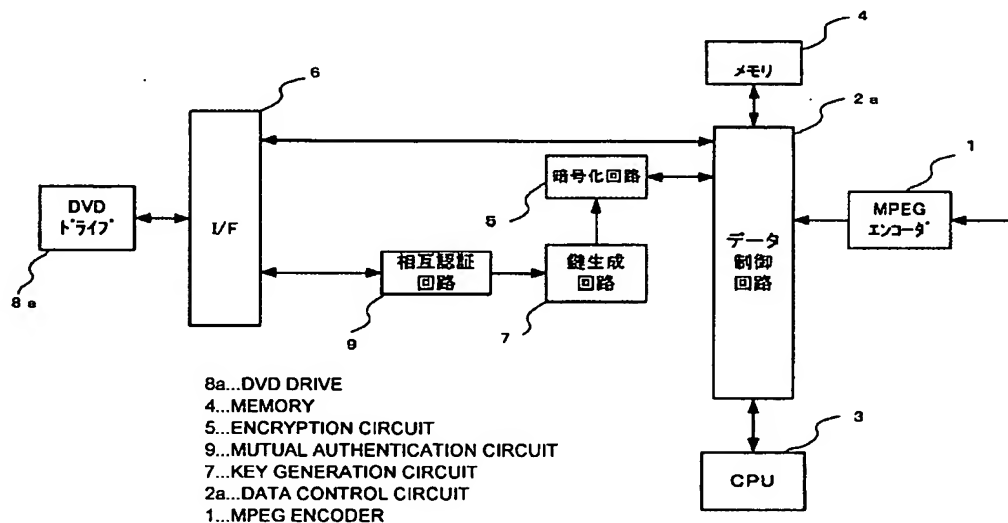 4
メモリ
6
2a
1
暗号化回路
5
DVD
ドライブ
I/F
MPEG
エンコーダ
データ
制御
回路
相互認証
回路
鍵生成
回路
8a
9
7
3
CPU
8a...DVD DRIVE
4...MEMORY
5...ENCRYPTION CIRCUIT
9...MUTUAL AUTHENTICATION CIRCUIT
7...KEY GENERATION CIRCUIT
2a...DATA CONTROL CIRCUIT
1...MPEG ENCODER